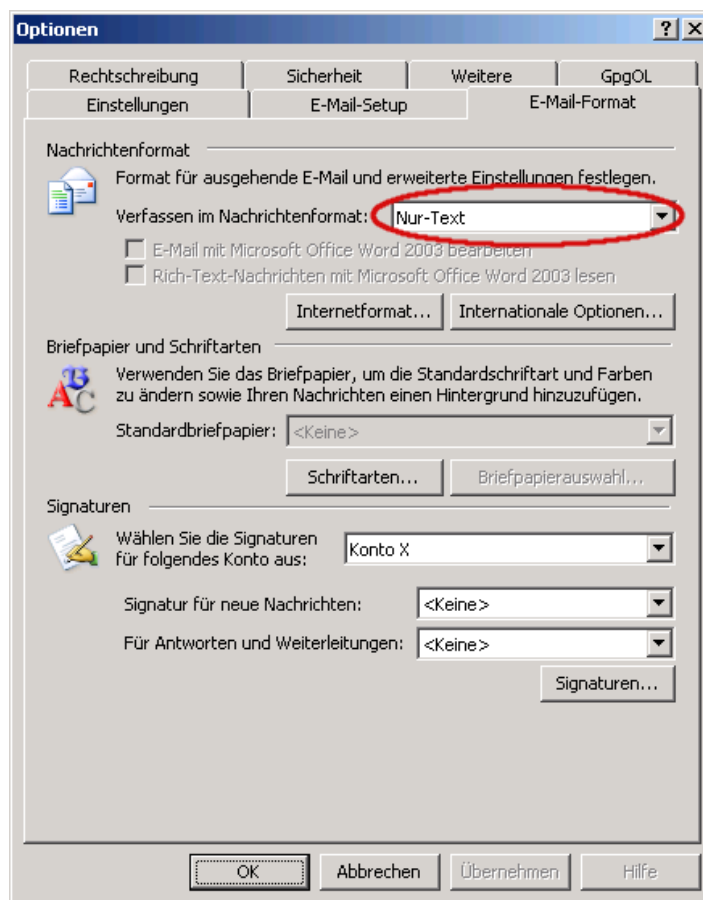 Optionen
Rechtschreibung Sicherheit Weitere GpgOL
Einstellungen E-Mail-Setup E-Mail-Format
Nachrichtenformat
Format für ausgehende E-Mail und erweiterte Einstellungen festlegen.
Verfassen im Nachrichtenformat: Nur-Text
E-Mail mit Microsoft Office Word 2003 bearbeiten
Rich-Text-Nachrichten mit Microsoft Office Word 2003 lesen
Internetformat... Internationale Optionen...
Briefpapier und Schriftarten
Verwenden Sie das Briefpapier, um die Standardschriftart und Farben
zu ändern sowie Ihren Nachrichten einen Hintergrund hinzuzufügen.
Standardbriefpapier: <Keine>
Schriftarten... Briefpapierauswahl...
Signaturen
Wählen Sie die Signaturen
für folgendes Konto aus: Konto X
Signatur für neue Nachrichten: <Keine>
Für Antworten und Weiterleitungen: <Keine>
Signaturen...
OK Abbrechen Übernehmen Hilfe